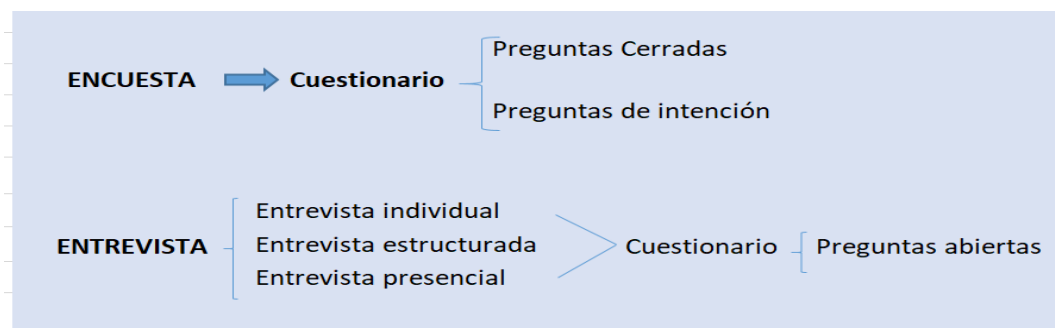 Preguntas Cerradas
ENCUESTA Cuestionario
Preguntas de intención
Entrevista individual
ENTREVISTA Entrevista estructurada Cuestionario Preguntas abiertas
Entrevista presencial